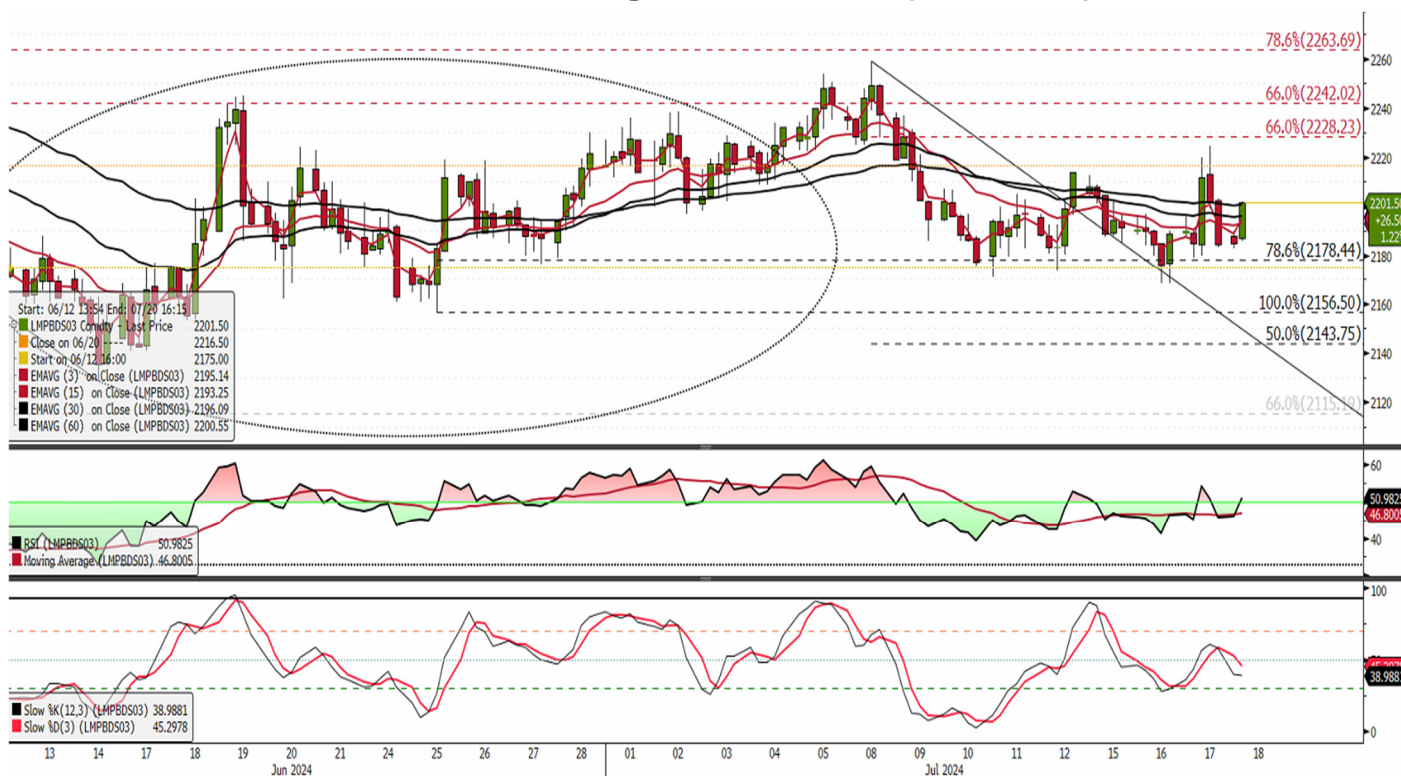 78.6%(2263.69)
2260
66.0%(2242.02)
2240
66.0%(2228.23)
2220
2201.50
+26.50
1.22%
78.6%(2178.44)
2180
100.0%(2156.50)
2160
50.0%(2143.75)
2140
66.0%(2115.19)
2120
Start: 06/12 13:54 End: 07/20 16:15
LMPBDS03 Comdty - Last Price 2201.50
Close on 06/20 ---- 2216.50
Start on 06/12 16:00 2175.00
EMAVG (3) on Close (LMPBDS03) 2195.14
EMAVG (15) on Close (LMPBDS03) 2193.25
EMAVG (30) on Close (LMPBDS03) 2196.09
EMAVG (60) on Close (LMPBDS03) 2200.55
60
50.9825
46.8005
40
RSI (LMPBDS03) 50.9825
Moving Average (LMPBDS03) 46.8005
100
38.9881
0
Slow %K(12,3) (LMPBDS03) 38.9881
Slow %D(3) (LMPBDS03) 45.2978
13 14 17 18 19 20 21 24 25 26 27 28 01 02 03 04 05 08 09 10 11 12 15 16 17 18
Jun 2024 Jul 2024